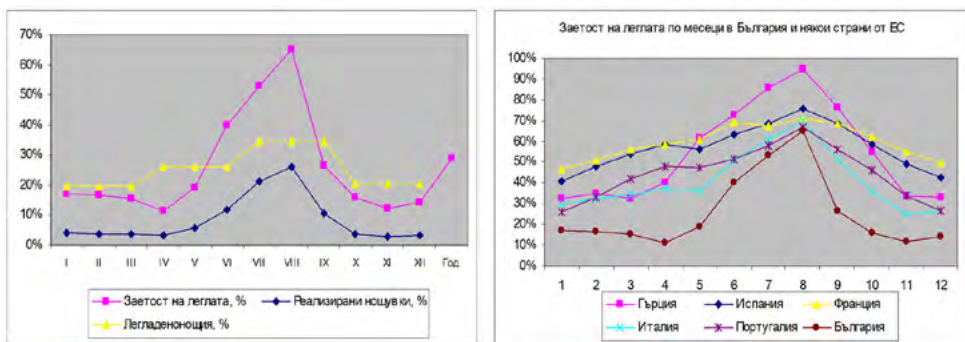 70%
60%
50%
40%
30%
20%
10%
0%
I II III IV V VI VII VIII IX X XI XII Год
Заетост на леглата, % Реализирани нощувки, %
Легладенонощия, %
Заетост на леглата по месеци в България и някои страни от ЕС
100%
90%
80%
70%
60%
50%
40%
30%
20%
10%
0%
1 2 3 4 5 6 7 8 9 10 11 12
Гърция Испания Франция
Италия Португалия България